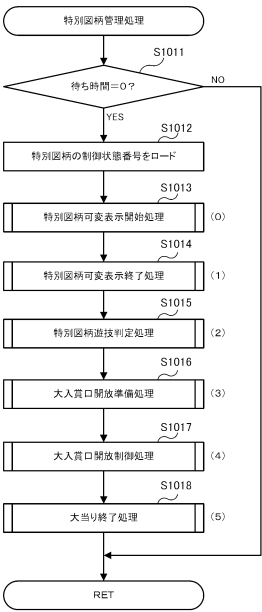 特別図柄管理処理
S1011
待ち時間＝0？
NO
YES
S1012
特別図柄の制御状態番号をロード
S1013
特別図柄可変表示開始処理
(0)
S1014
特別図柄可変表示終了処理
(1)
S1015
特別図柄遊技判定処理
(2)
S1016
大入賞口開放準備処理
(3)
S1017
大入賞口開放制御処理
(4)
S1018
大当り終了処理
(5)
RET